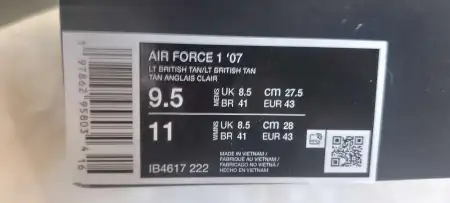 AIR FORCE 1 '07
LT BRITISH TAN/LT BRITISH TAN
TAN ANGLAIS CLAIR
9.5 MENS UK 8.5 CM 27.5
BR 41 EUR 43
11 WMNS UK 8.5 CM 28
BR 41 EUR 43
IB4617 222
MADE IN VIETNAM/
FABRIQUÉ AU VIETNAM/
HECHO EN VIETNAM